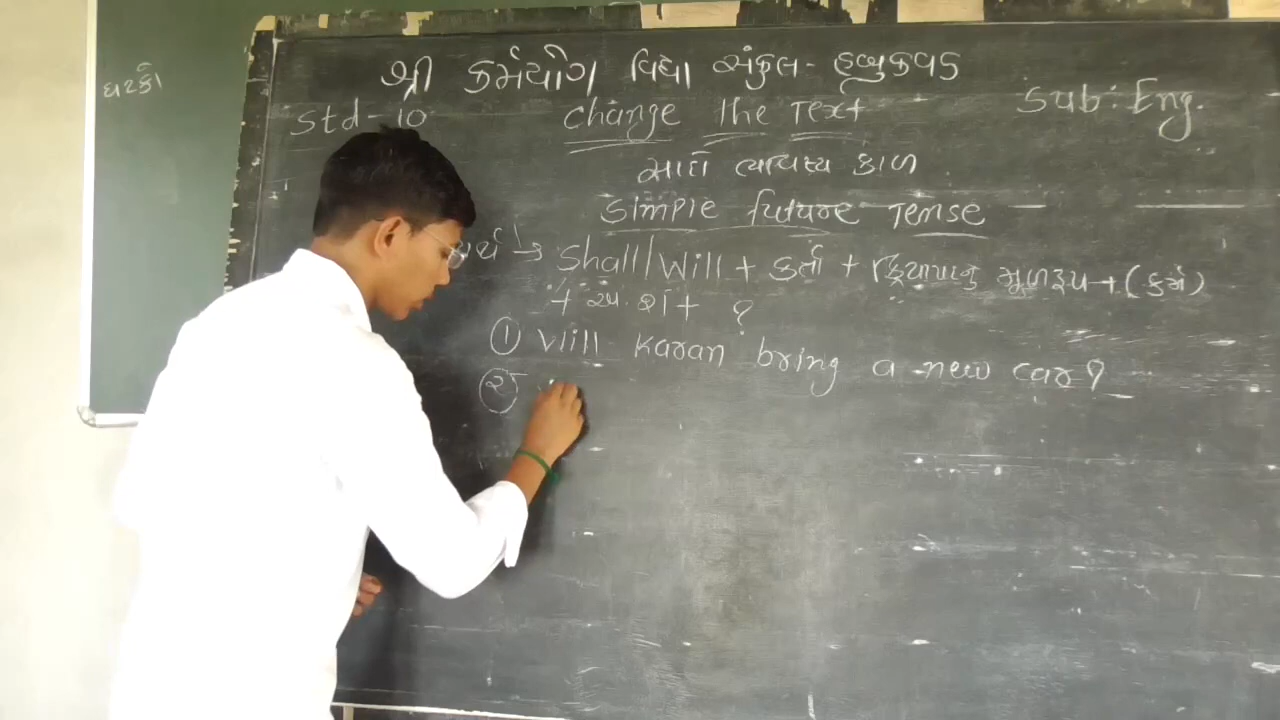 ઘટકો
શ્રી કર્મયોગ વિદ્યા સંકુલ - હળુકવડ
Std - 10 Change the Text Sub: Eng.
સાદો ભવિષ્ય કાળ
Simple Future Tense
→ Shall/Will + કર્તા + ક્રિયાપદનુ મૂળરૂપ + (કર્મ)
+ ?
① Will Karan bring a new car?
②